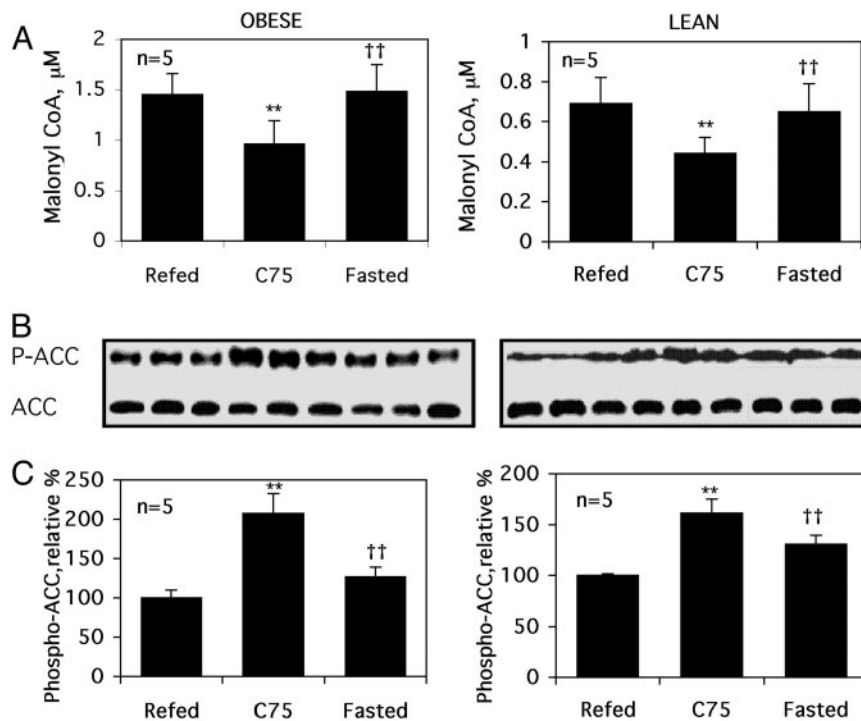 A
OBESE
Malonyl CoA, μM
2
1.5
1
0.5
0
n=5
**
††
Refed C75 Fasted
LEAN
Malonyl CoA, μM
1
0.8
0.6
0.4
0.2
0
n=5
**
††
Refed C75 Fasted
B
P-ACC
ACC
C
Phospho-ACC,relative %
250
200
150
100
50
0
n=5
**
††
Refed C75 Fasted
Phospho-ACC,relative %
200
150
100
50
0
n=5
**
††
Refed C75 Fasted